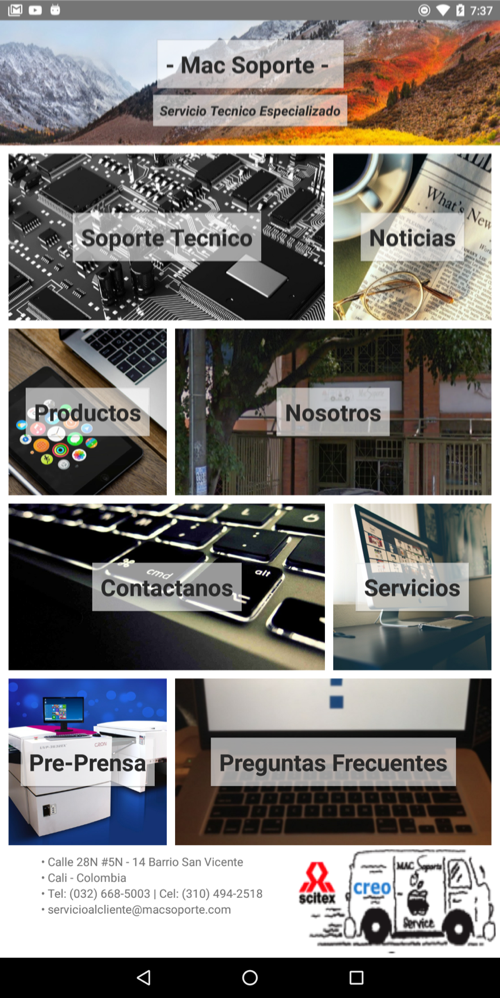 7:37
- Mac Soporte -
Servicio Tecnico Especializado
Soporte Tecnico
What's New
Noticias
Productos
Nosotros
cmd
alt
Contactanos
Servicios
Pre-Prensa
Preguntas Frecuentes
• Calle 28N #5N - 14 Barrio San Vicente
• Cali - Colombia
• Tel: (032) 668-5003 | Cel: (310) 494-2518
• servicioalcliente@macsoporte.com
scitex
creo
MAC Soporte
Service